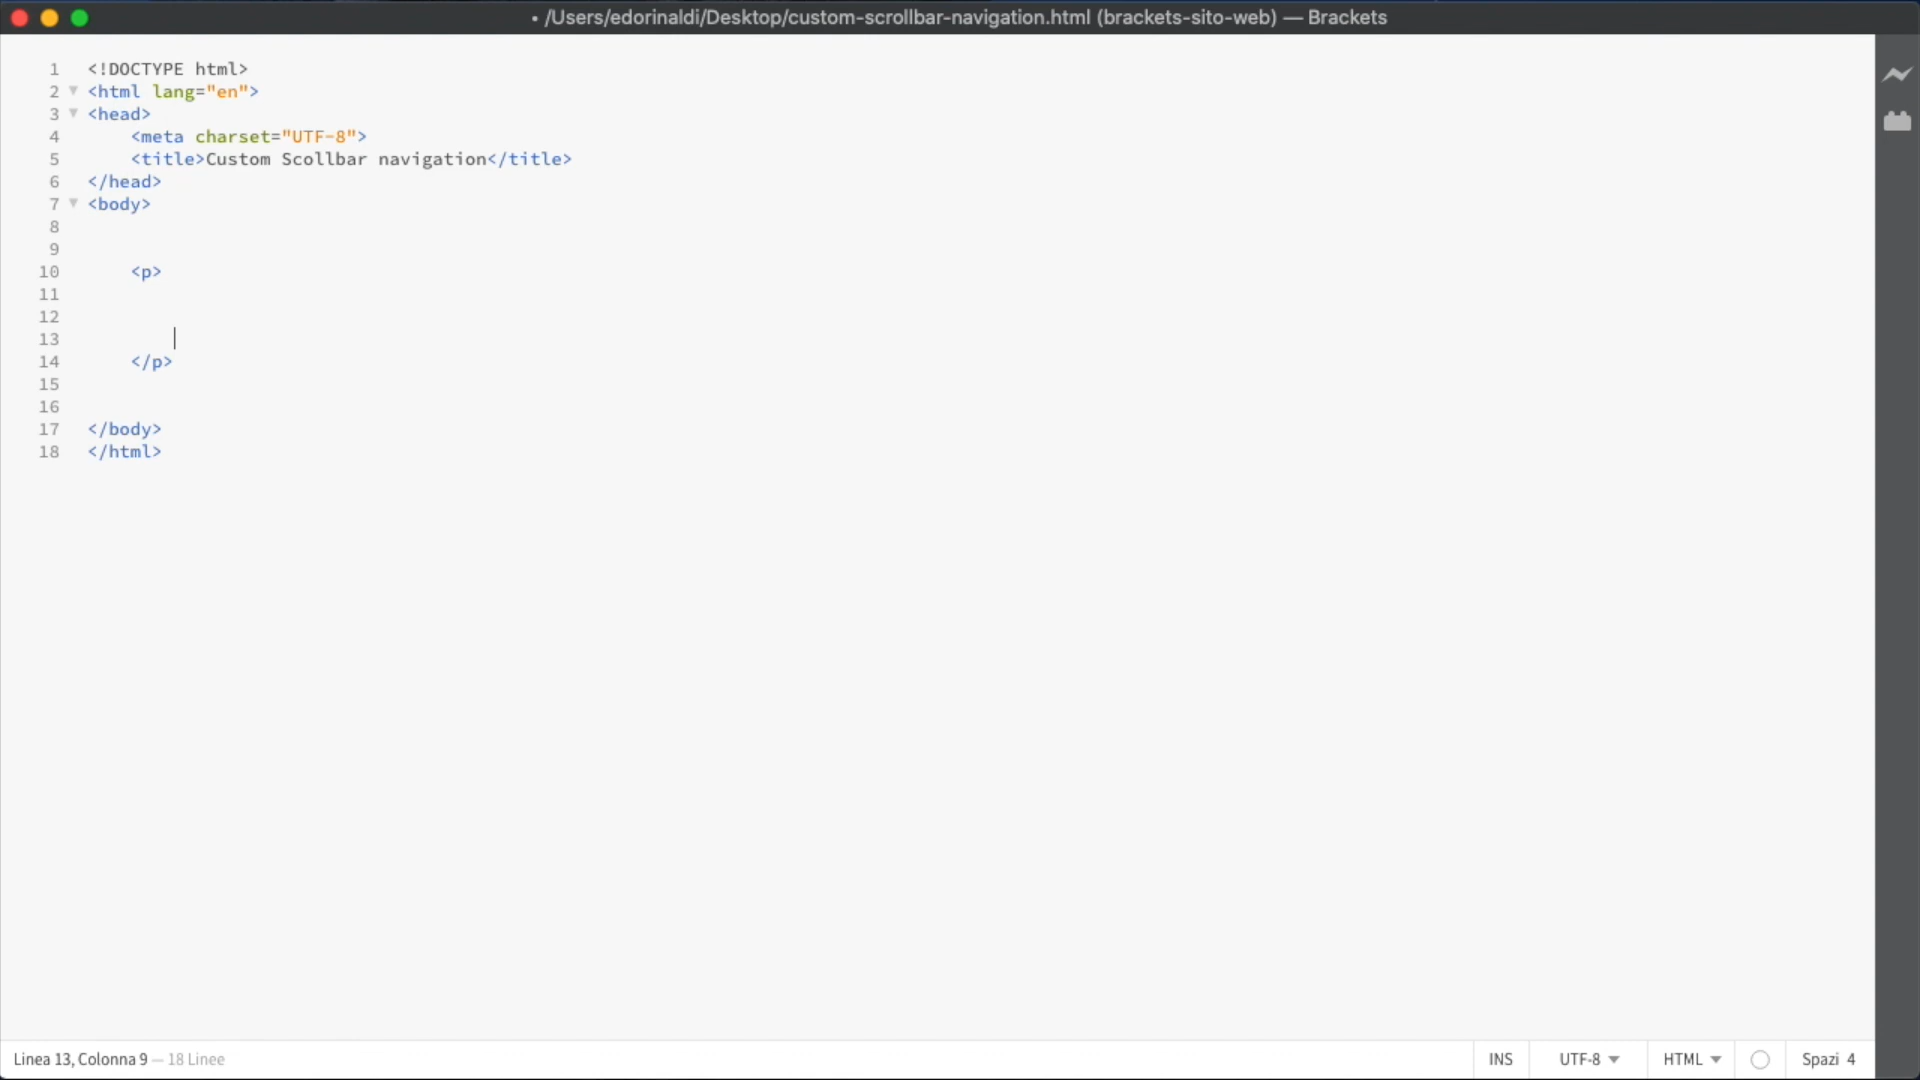 • /Users/edorinaldi/Desktop/custom-scrollbar-navigation.html (brackets-sito-web) — Brackets
1 <!DOCTYPE html>
2 <html lang="en">
3 <head>
4 <meta charset="UTF-8">
5 <title>Custom Scollbar navigation</title>
6 </head>
7 <body>
8
9
10 <p>
11
12
13
14 </p>
15
16
17 </body>
18 </html>
Linea 13, Colonna 9 — 18 Linee INS UTF-8 HTML Spazi 4